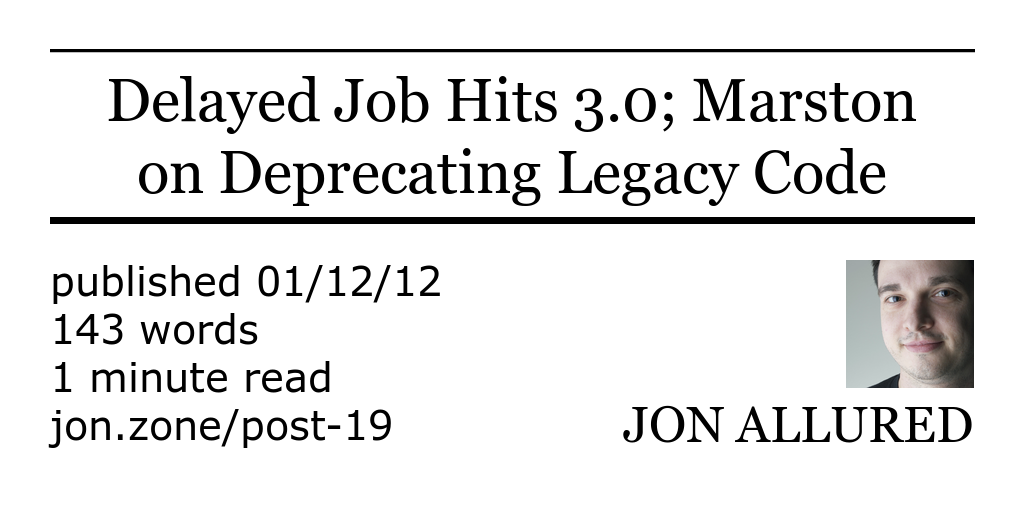 Delayed Job Hits 3.0; Marston
on Deprecating Legacy Code
published 01/12/12
143 words
1 minute read
jon.zone/post-19
JON ALLURED